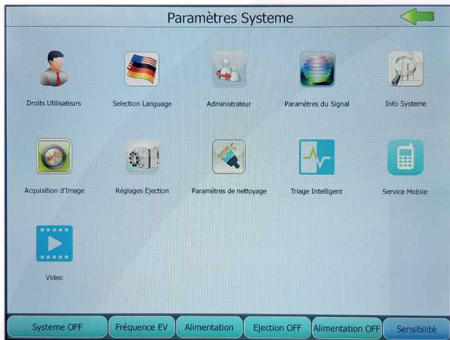 Paramètres Systeme
Droits Utilisateurs
Selection Language
Administrateur
Paramètres du Signal
Info Systeme
Acquisition d'Image
Réglages Ejection
Paramètres de nettoyage
Triage Intelligent
Service Mobile
Video
Systeme OFF
Fréquence EV
Alimentation
Ejection OFF
Alimentation OFF
Sensibilité